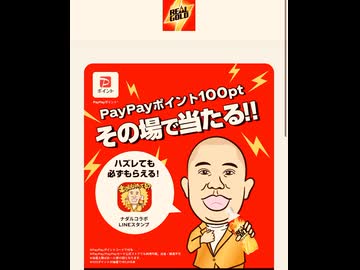 REAL
GOLD
ポイント
PayPayポイント
PayPayポイント100pt
その場で当たる!!
ハズレても
必ずもらえる!
ナダルコラボ
LINEスタンプ